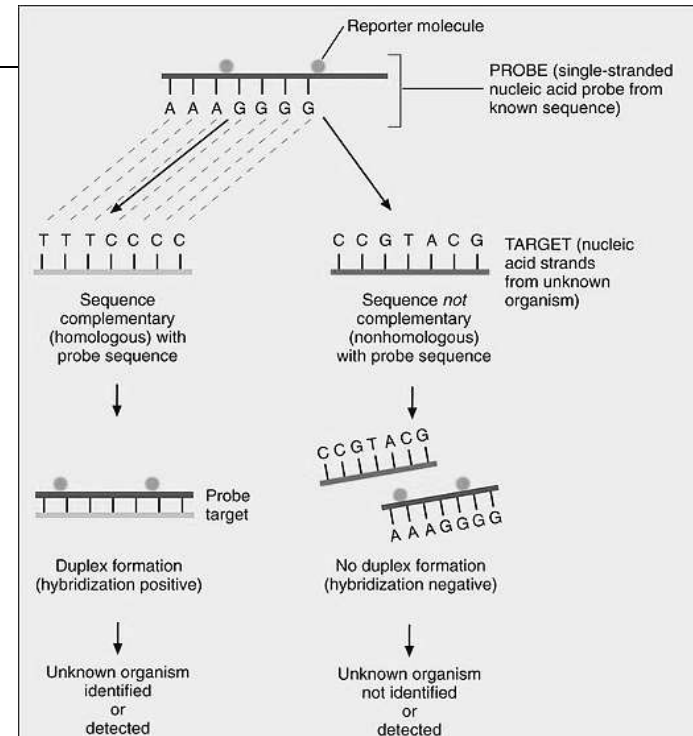 Reporter molecule
PROBE (single-stranded
nucleic acid probe from
known sequence)
A A A G G G G
T T T C C C C
C C G T A C G
TARGET (nucleic
acid strands
from unknown
organism)
Sequence
complementary
(homologous) with
probe sequence
Sequence not
complementary
(nonhomologous)
with probe sequence
C C G T A C G
Probe
target
A A A G G G G
Duplex formation
(hybridization positive)
No duplex formation
(hybridization negative)
Unknown organism
identified
or
detected
Unknown organism
not identified
or
detected